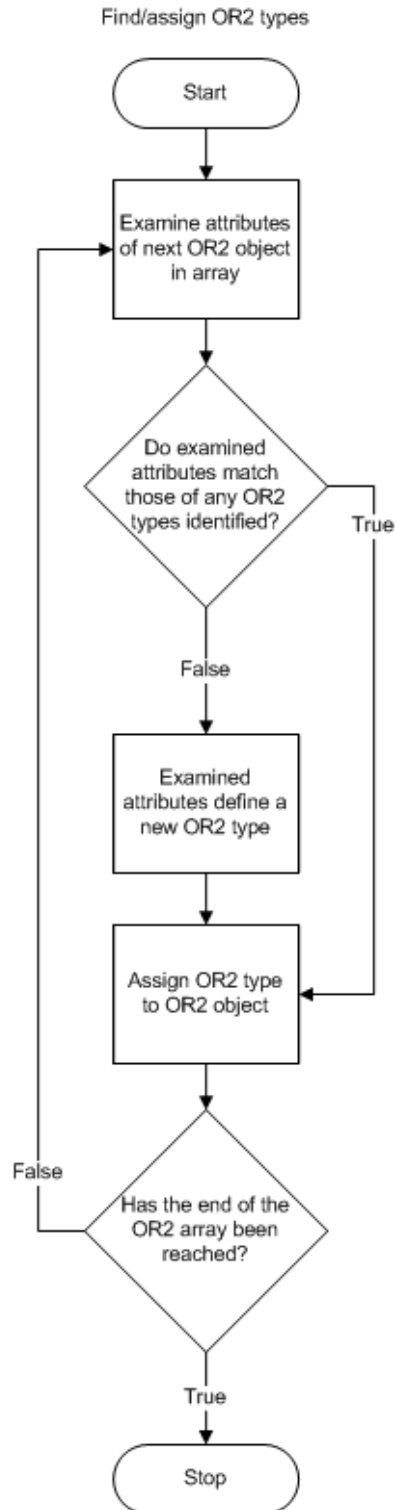 Find/assign OR2 types
Start
Examine attributes
of next OR2 object
in array
Do examined
attributes match
those of any OR2
types identified?
True
False
Examined
attributes define a
new OR2 type
Assign OR2 type
to OR2 object
False
Has the end of the
OR2 array been
reached?
True
Stop